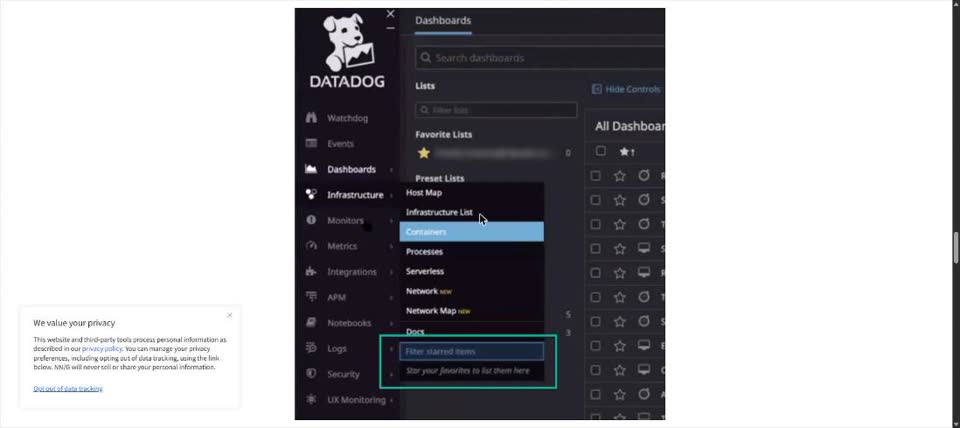 DATADOG
Watchdog
Events
Dashboards
Infrastructure
Monitors
Metrics
Integrations
APM
Notebooks
Logs
Security
UX Monitoring
Dashboards
Search dashboards
Lists
Filter lists
Favorite Lists
0
Preset Lists
Host Map
Infrastructure List
Containers
Processes
Serverless
Network NEW
Network Map NEW
Docs
Filter starred items
Star your favorites to list them here
5
3
Hide Controls
All Dashboar
We value your privacy
This website and third-party tools process personal information as
described in our privacy policy. You can manage your privacy
preferences, including opting out of data tracking, using the link
below. NN/G will never sell or share your personal information.
Opt out of data tracking